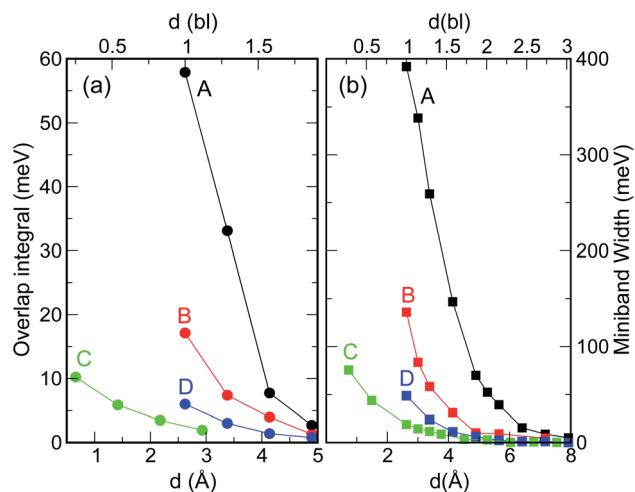 d (bl)
d(bl)
0.5 1 1.5
0.5 1 1.5 2 2.5 3
60
50
40
30
20
10
0
Overlap integral (meV)
(a)
A
B
C
D
1 2 3 4 5
d (Å)
(b)
A
B
C
D
2 4 6 8
d(Å)
400
300
200
100
0
Miniband Width (meV)